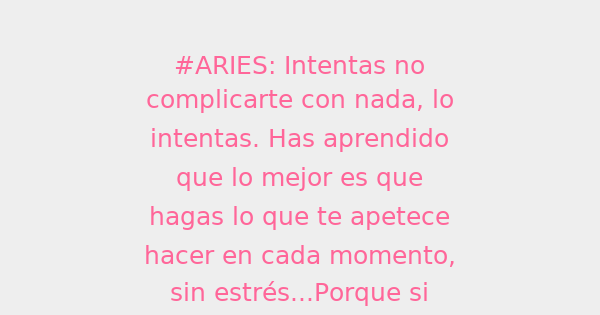 #ARIES: Intentas no
complicarte con nada, lo
intentas. Has aprendido
que lo mejor es que
hagas lo que te apetece
hacer en cada momento,
sin estrés...Porque si